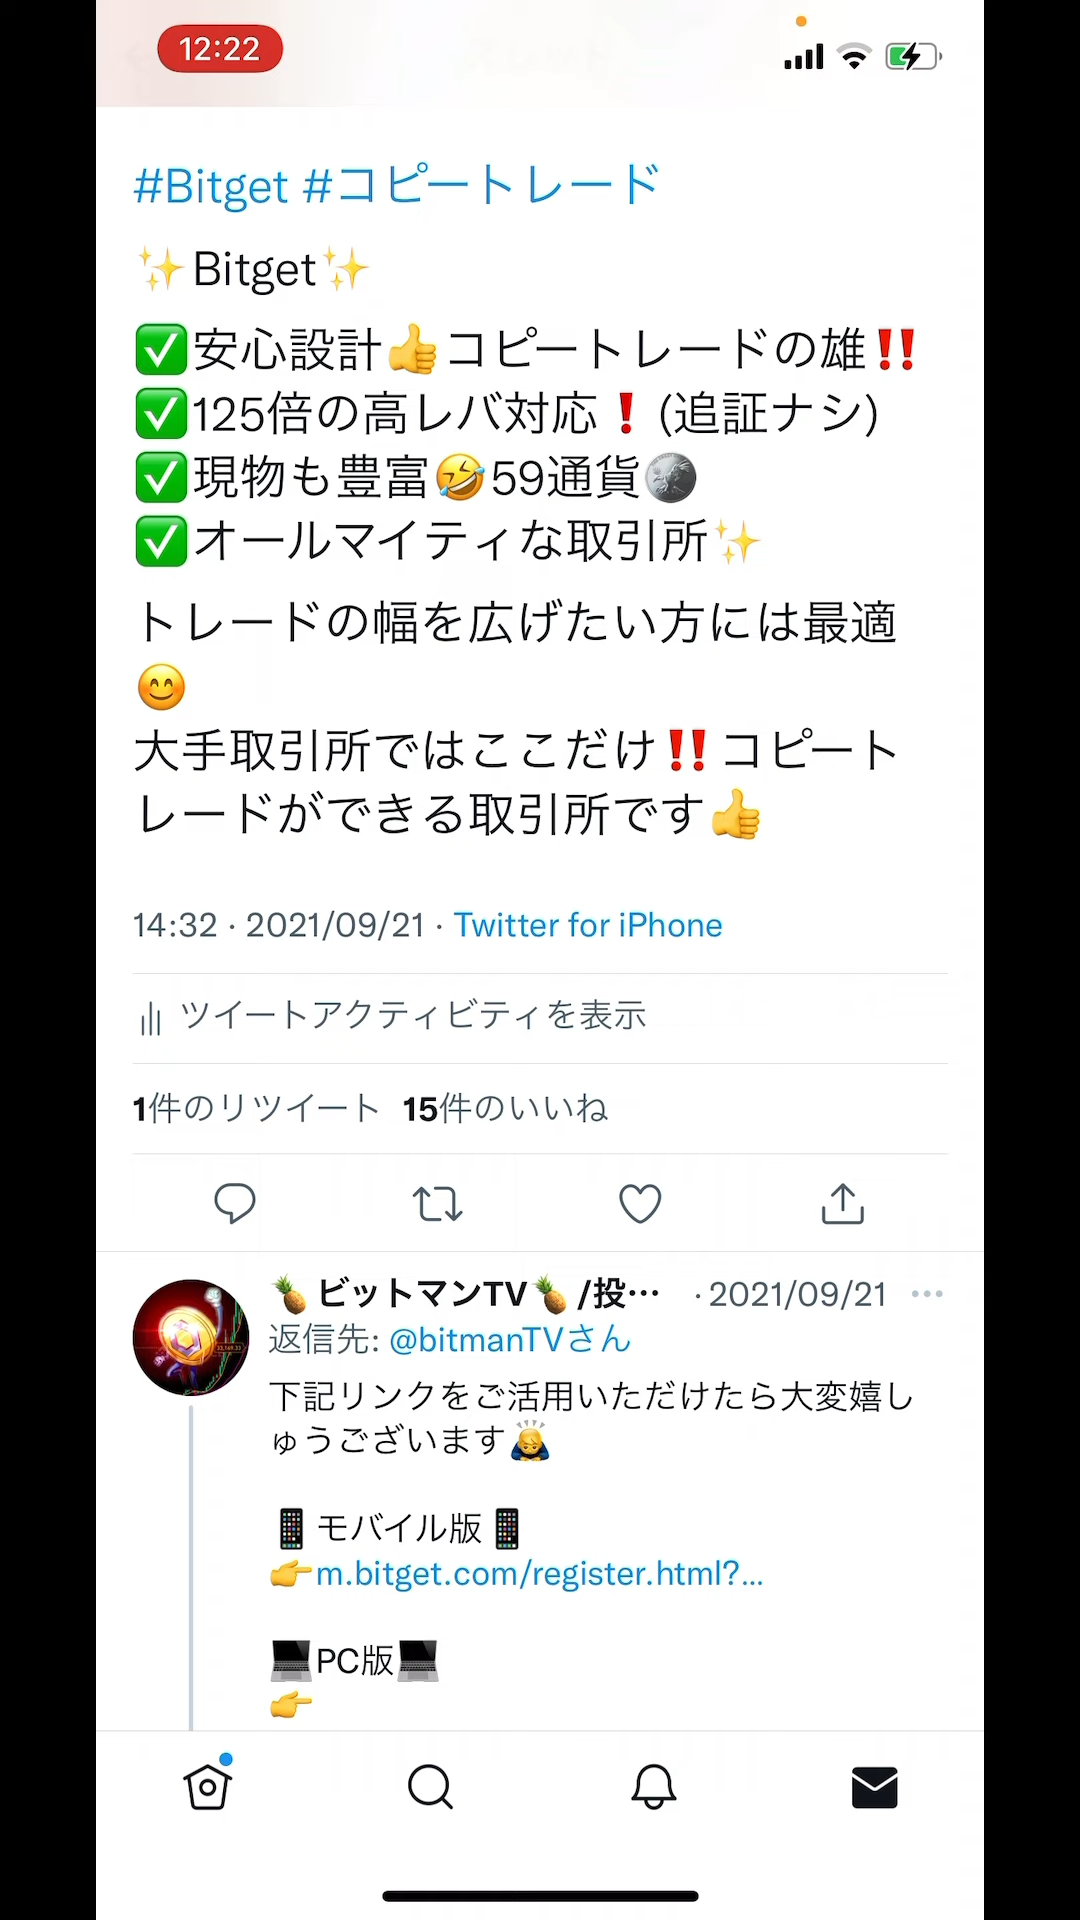 12:22
#Bitget #コピートレード
✨Bitget✨
✅安心設計👍コピートレードの雄‼️
✅125倍の高レバ対応❗(追証ナシ)
✅現物も豊富🤣59通貨🪙
✅オールマイティな取引所✨
トレードの幅を広げたい方には最適
😊
大手取引所ではここだけ‼️コピート
レードができる取引所です👍
14:32 · 2021/09/21 · Twitter for iPhone
ツイートアクティビティを表示
1件のリツイート 15件のいいね
🍍ビットマンTV🍍/投… · 2021/09/21
返信先: @bitmanTVさん
下記リンクをご活用いただけたら大変嬉し
ゅうございます🙇
📱モバイル版📱
👉m.bitget.com/register.html?...
💻PC版💻
👉